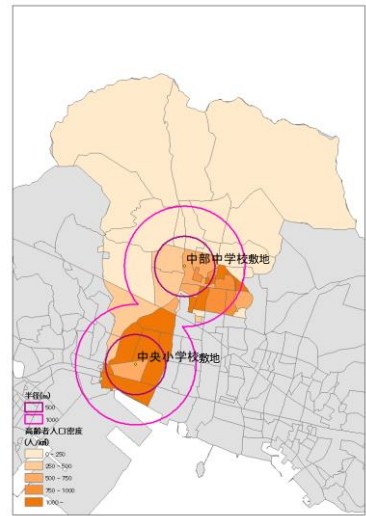 中部中学校敷地
中央小学校敷地
半径(m)
500
1000
高齢者人口密度
(人/k㎡)
0 - 250
250 - 500
500 - 750
750 - 1000
1000 -